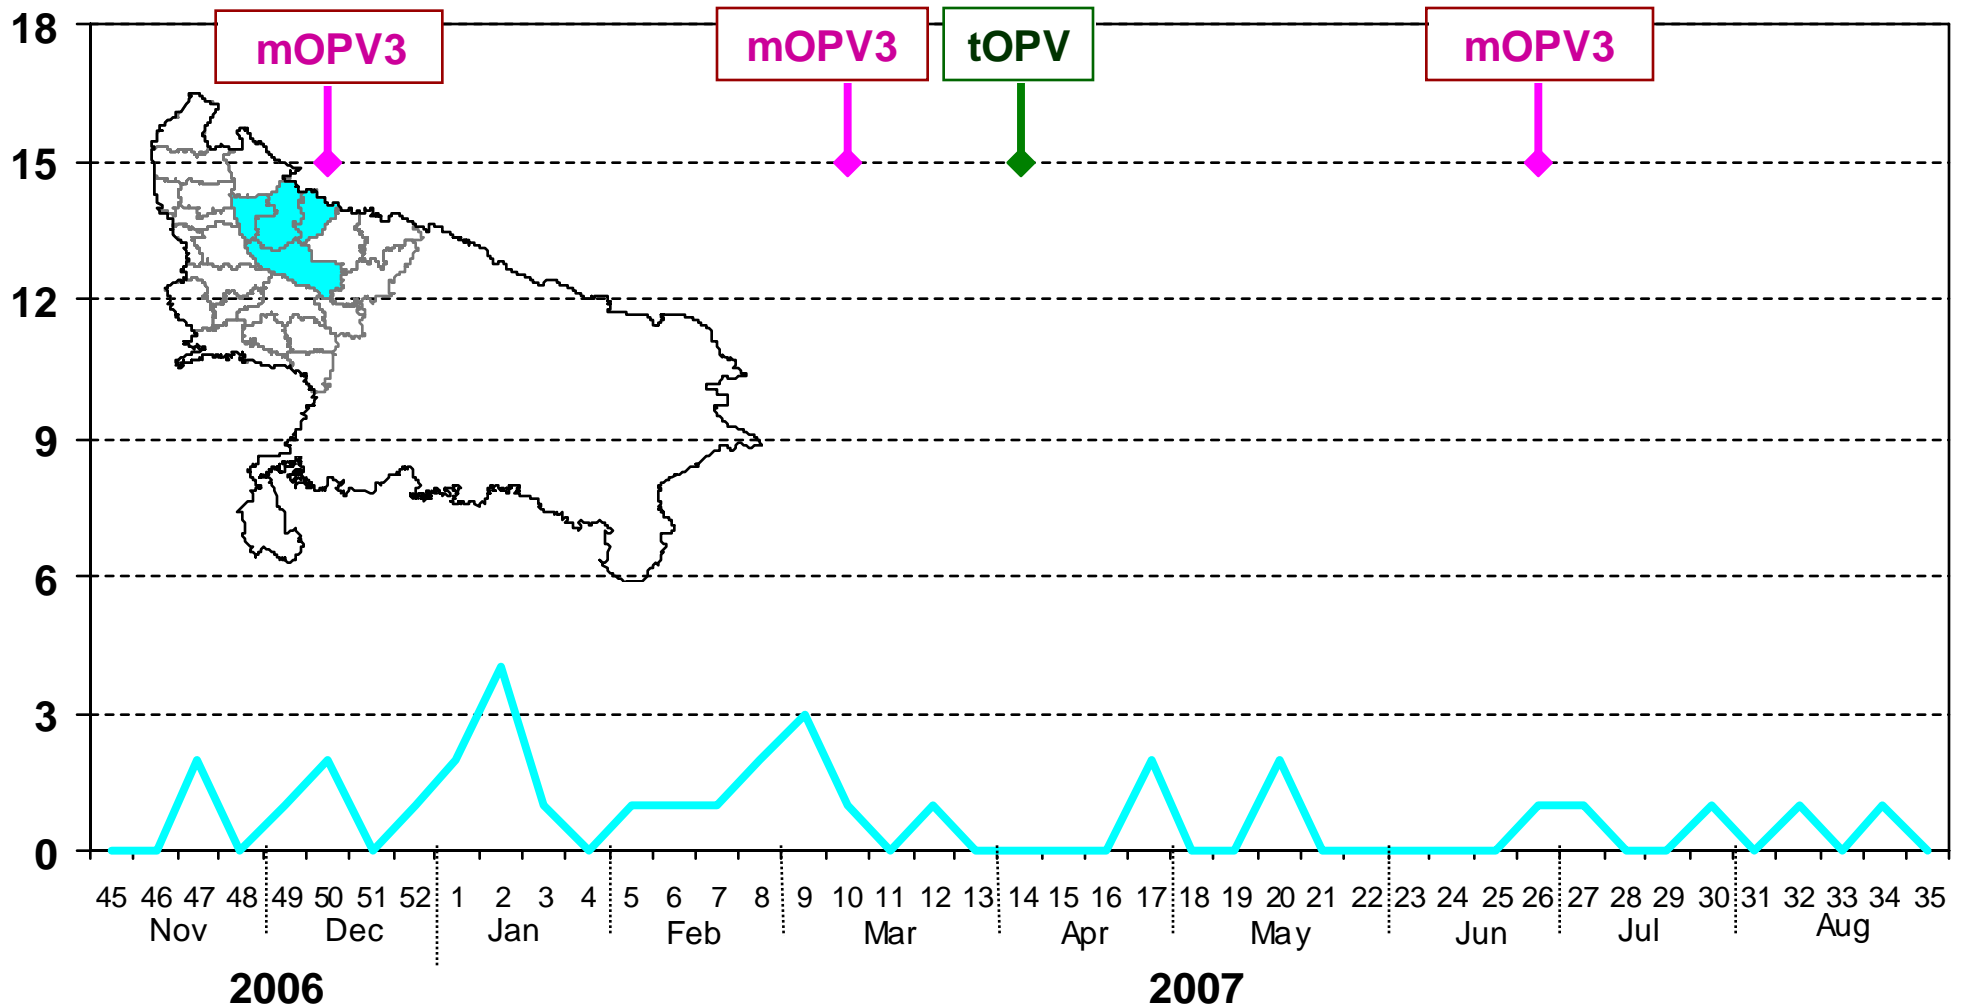 18
mOPV3
mOPV3
tOPV
mOPV3
15
12
9
6
3
0
45 46 47 48 49 50 51 52 1 2 3 4 5 6 7 8 9 10 11 12 13 14 15 16 17 18 19 20 21 22 23 24 25 26 27 28 29 30 31 32 33 34 35
Nov Dec Jan Feb Mar Apr May Jun Jul Aug
2006 2007